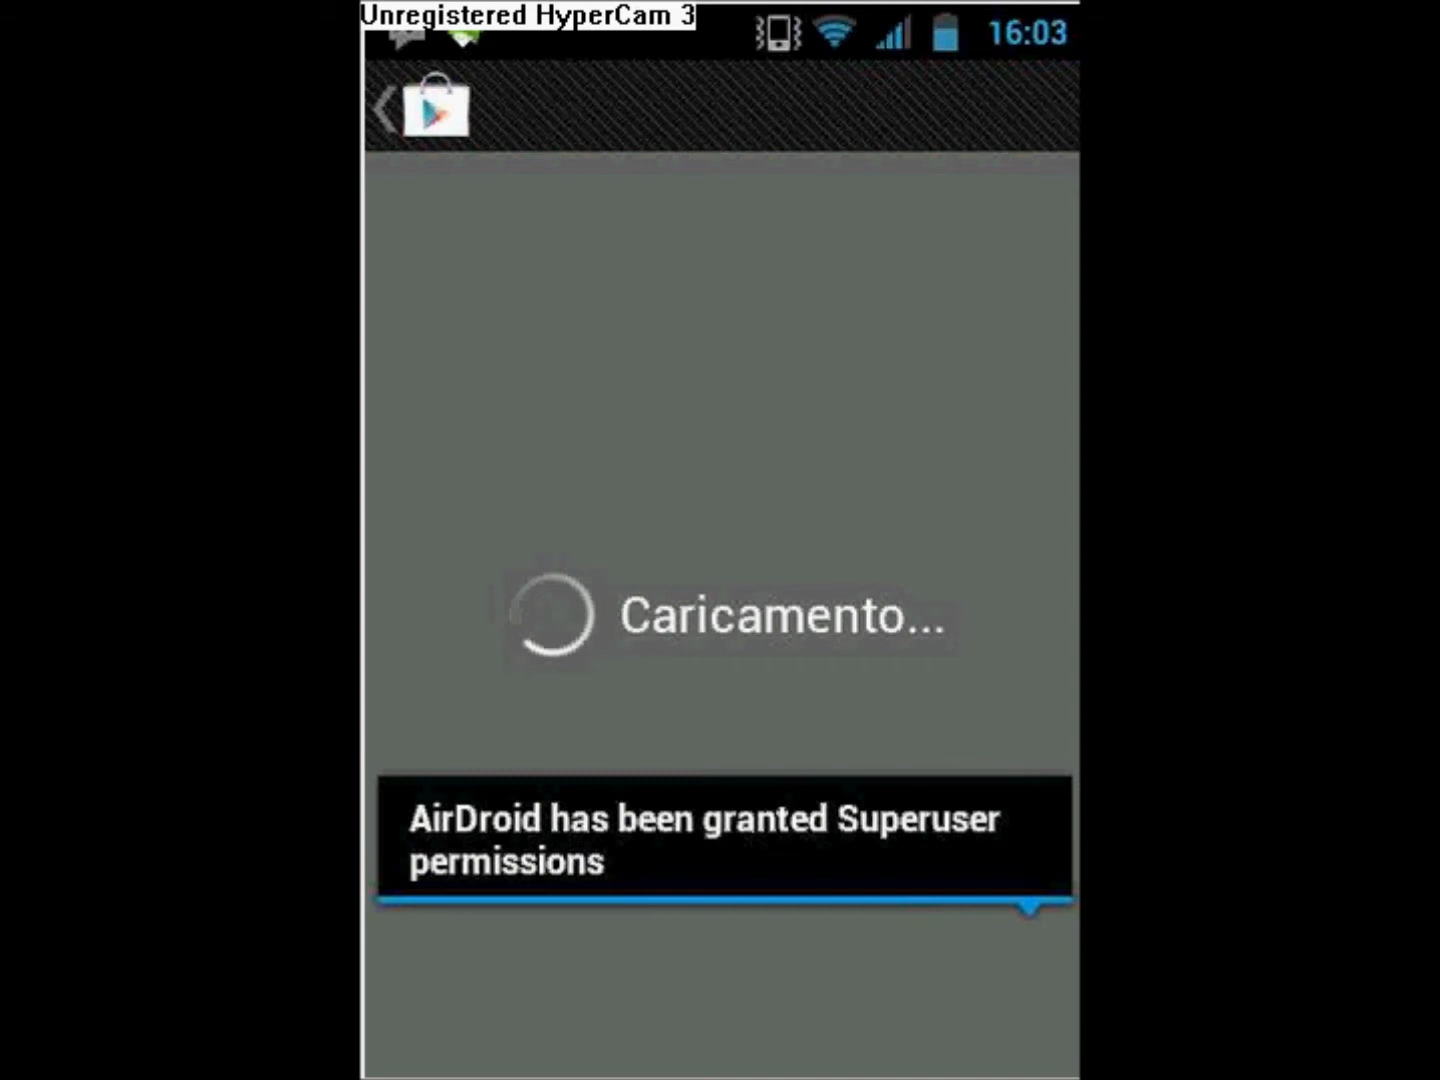 Unregistered HyperCam 3
16:03
Caricamento...
AirDroid has been granted Superuser
permissions